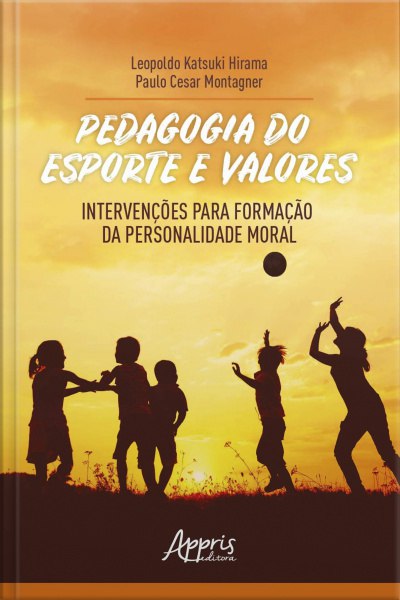 Leopoldo Katsuki Hirama
Paulo Cesar Montagner
PEDAGOGIA DO
ESPORTE E VALORES
INTERVENÇÕES PARA FORMAÇÃO
DA PERSONALIDADE MORAL
Appris
editora